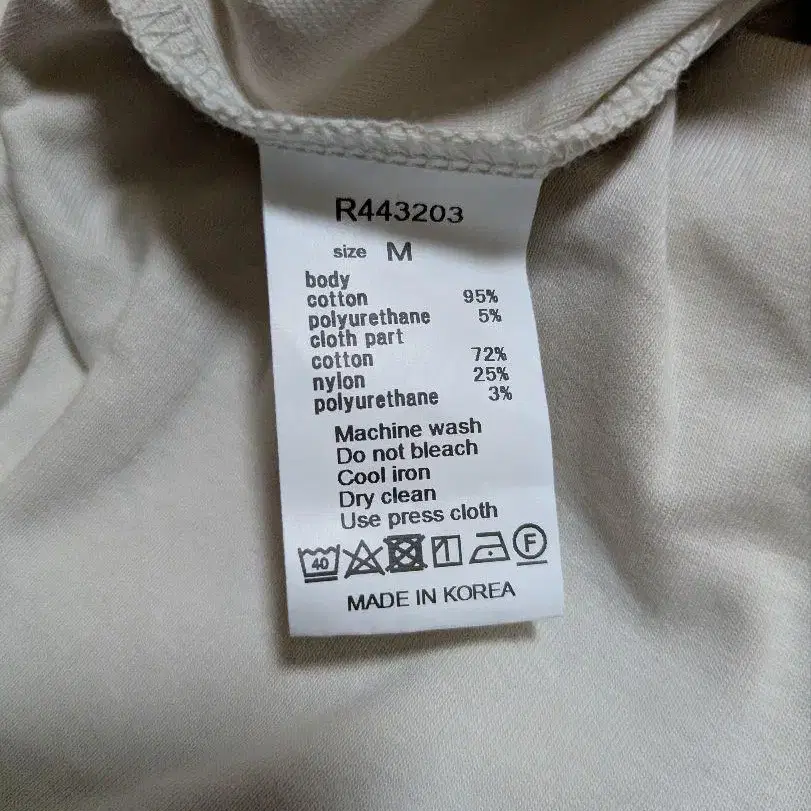 R443203
size M
body
cotton 95%
polyurethane 5%
cloth part
cotton 72%
nylon 25%
polyurethane 3%
Machine wash
Do not bleach
Cool iron
Dry clean
Use press cloth
40 F
MADE IN KOREA